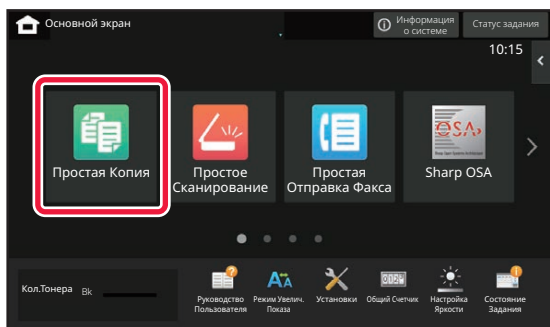 Основной экран
Информация
о системе
Статус задания
10:15
Простая Копия
Простое
Сканирование
Простая
Отправка Факса
OSA
Sharp OSA
Кол.Тонера Bk
Руководство
Пользователя
Режим Увелич.
Показа
Установки
Общий Счетчик
Настройка
Яркости
Состояние
Задания